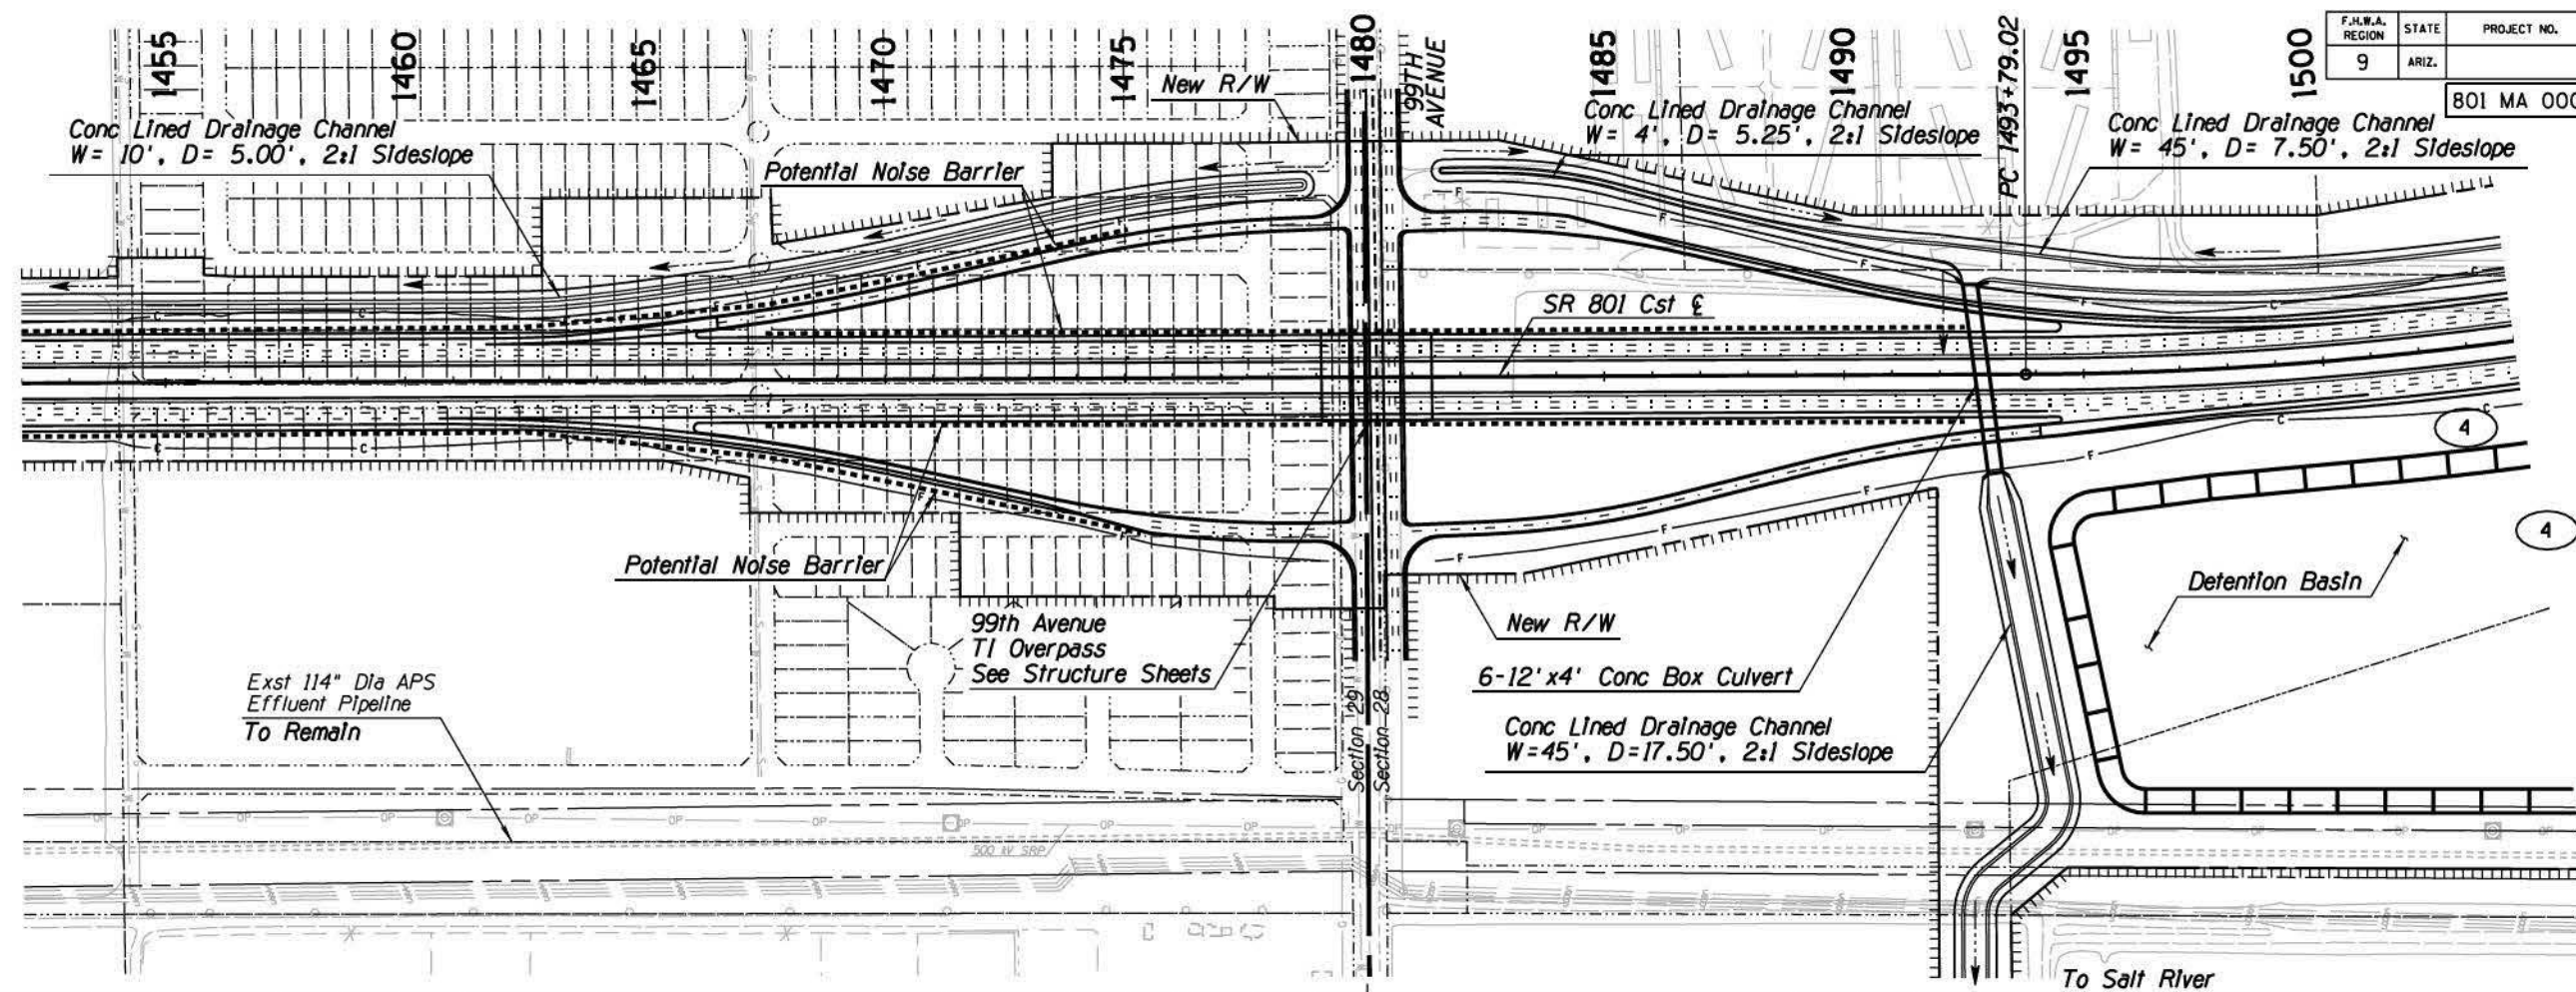 1455
1460
1465
1470
1475
1480
99TH
AVENUE
1485
1490
PC 1493+79.02
1495
1500
F.H.W.A.
REGION
STATE
PROJECT NO.
9
ARIZ.
801 MA 000
New R/W
Conc Lined Drainage Channel
W= 10', D= 5.00', 2:1 Sideslope
Potential Noise Barrier
Conc Lined Drainage Channel
W= 4', D= 5.25', 2:1 Sideslope
Conc Lined Drainage Channel
W= 45', D= 7.50', 2:1 Sideslope
SR 801 Cst ℄
4
4
Potential Noise Barrier
Detention Basin
99th Avenue
TI Overpass
See Structure Sheets
New R/W
6-12'x4' Conc Box Culvert
Exst 114" Dia APS
Effluent Pipeline
To Remain
Section 29
Section 28
Conc Lined Drainage Channel
W=45', D=17.50', 2:1 Sideslope
500 kV SRP
To Salt River